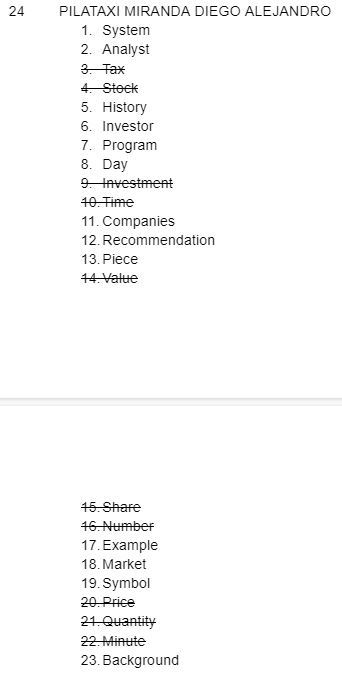 24 PILATAXI MIRANDA DIEGO ALEJANDRO
1. System
2. Analyst
3. Tax
4. Stock
5. History
6. Investor
7. Program
8. Day
9. Investment
10. Time
11. Companies
12. Recommendation
13. Piece
14. Value
15. Share
16. Number
17. Example
18. Market
19. Symbol
20. Price
21. Quantity
22. Minute
23. Background